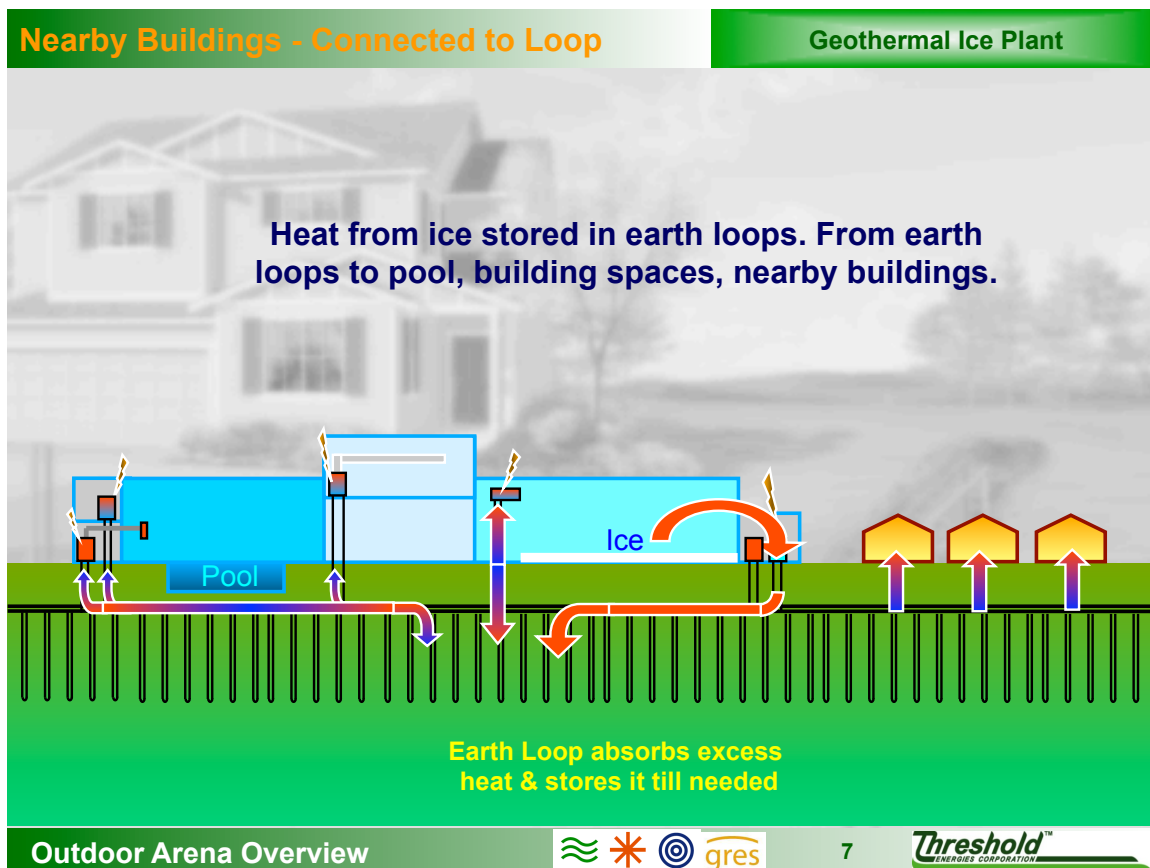 Nearby Buildings - Connected to Loop
Geothermal Ice Plant
Heat from ice stored in earth loops. From earth
loops to pool, building spaces, nearby buildings.
Ice
Pool
Earth Loop absorbs excess
heat & stores it till needed
Outdoor Arena Overview
gres
7
Threshold™
ENERGIES CORPORATION